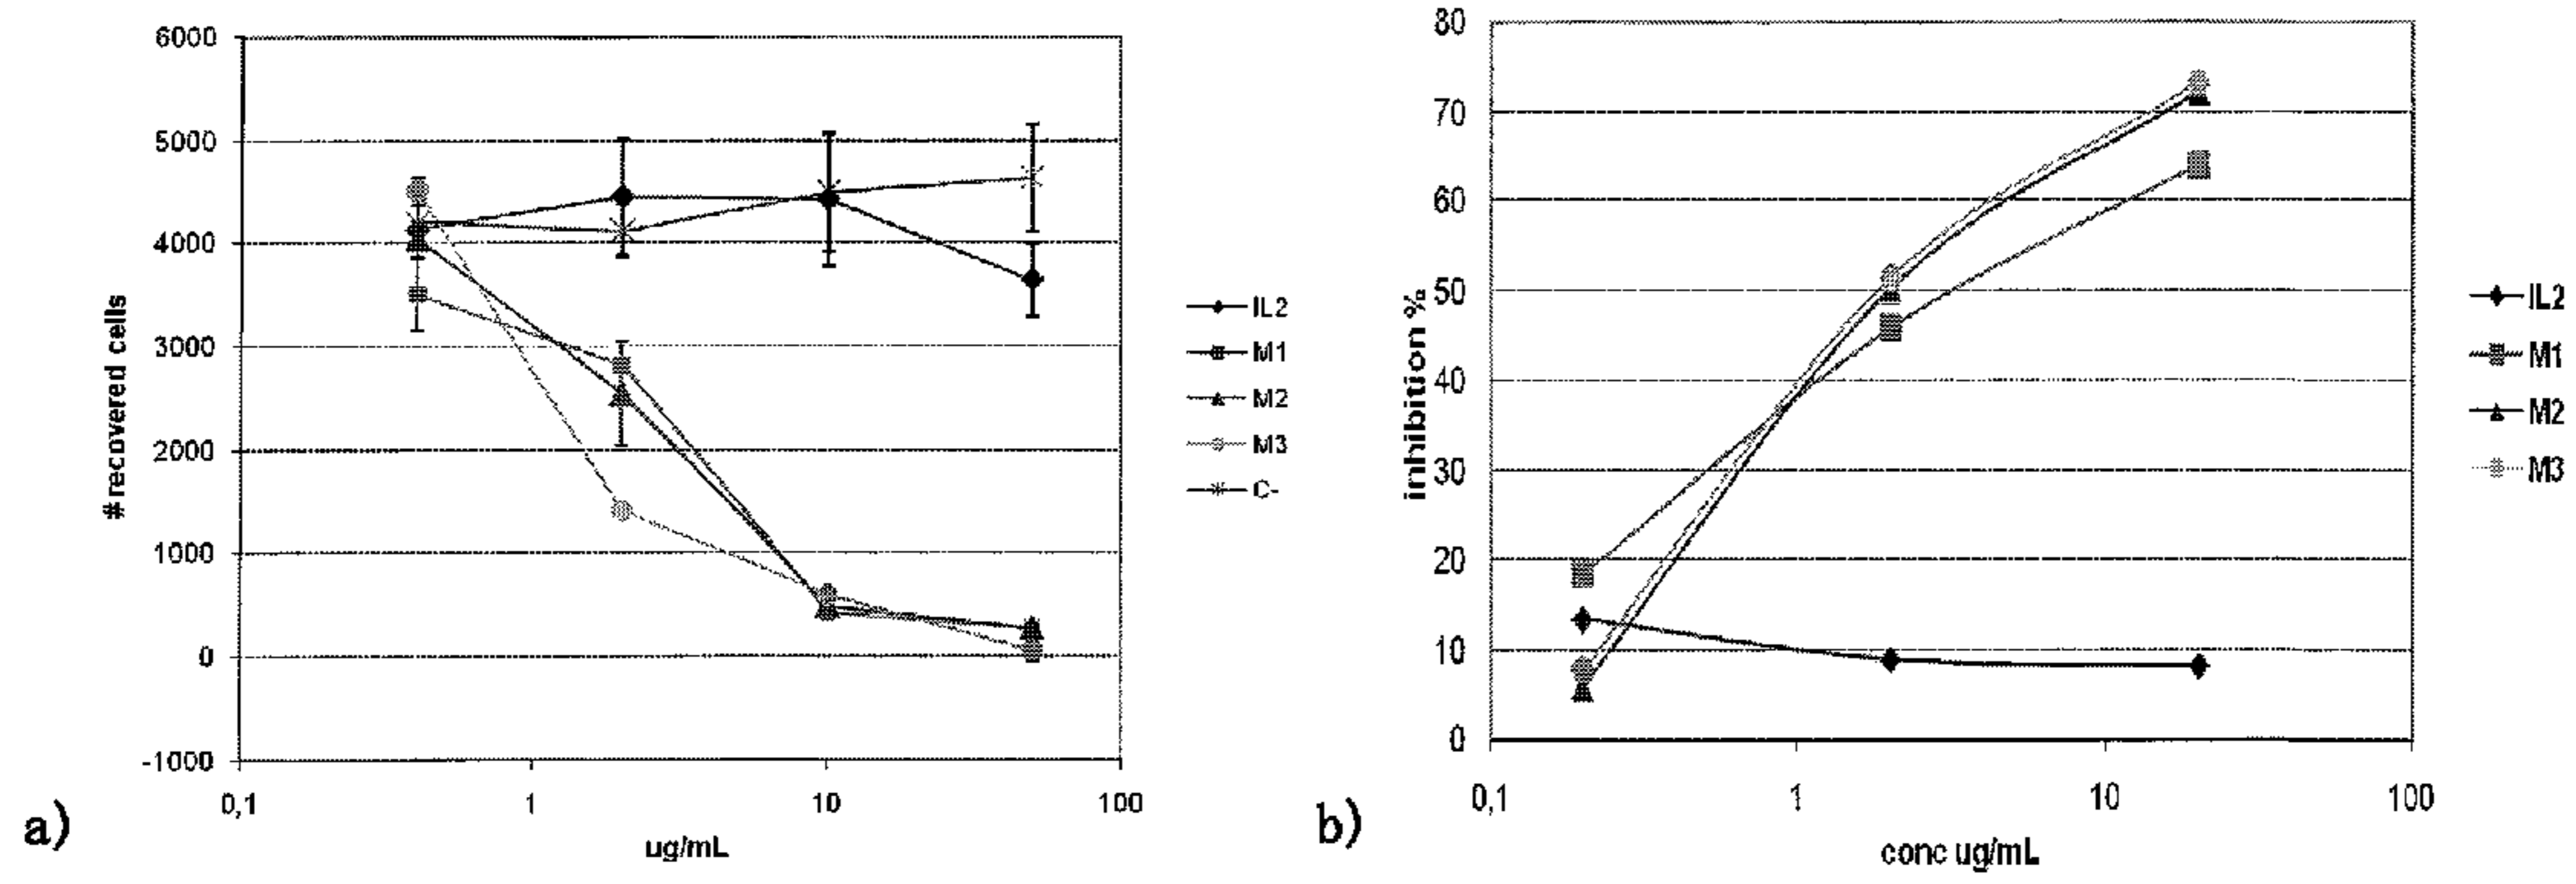 6000
5000
4000
3000
2000
1000
0
-1000
# recovered cells
0,1
1
10
100
ug/mL
IL2
M1
M2
M3
C-
a)
80
70
60
50
40
30
20
10
0
inhibition %
0,1
1
10
100
conc ug/mL
IL2
M1
M2
M3
b)